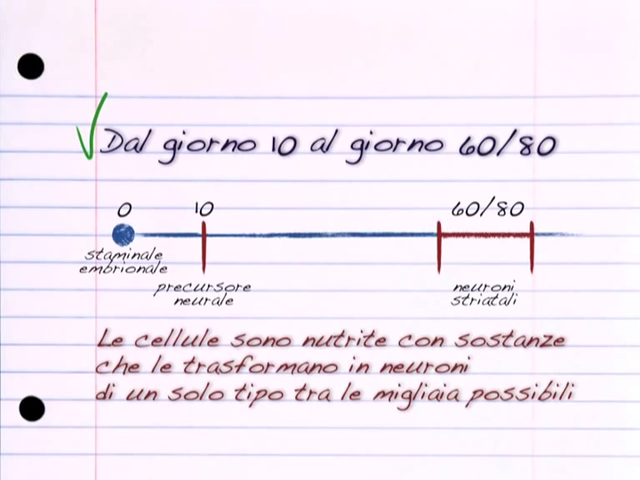 Dal giorno 10 al giorno 60/80
0 10 60/80
staminale
embrionale
precursore
neurale
neuroni
striatali
Le cellule sono nutrite con sostanze
che le trasformano in neuroni
di un solo tipo tra le migliaia possibili